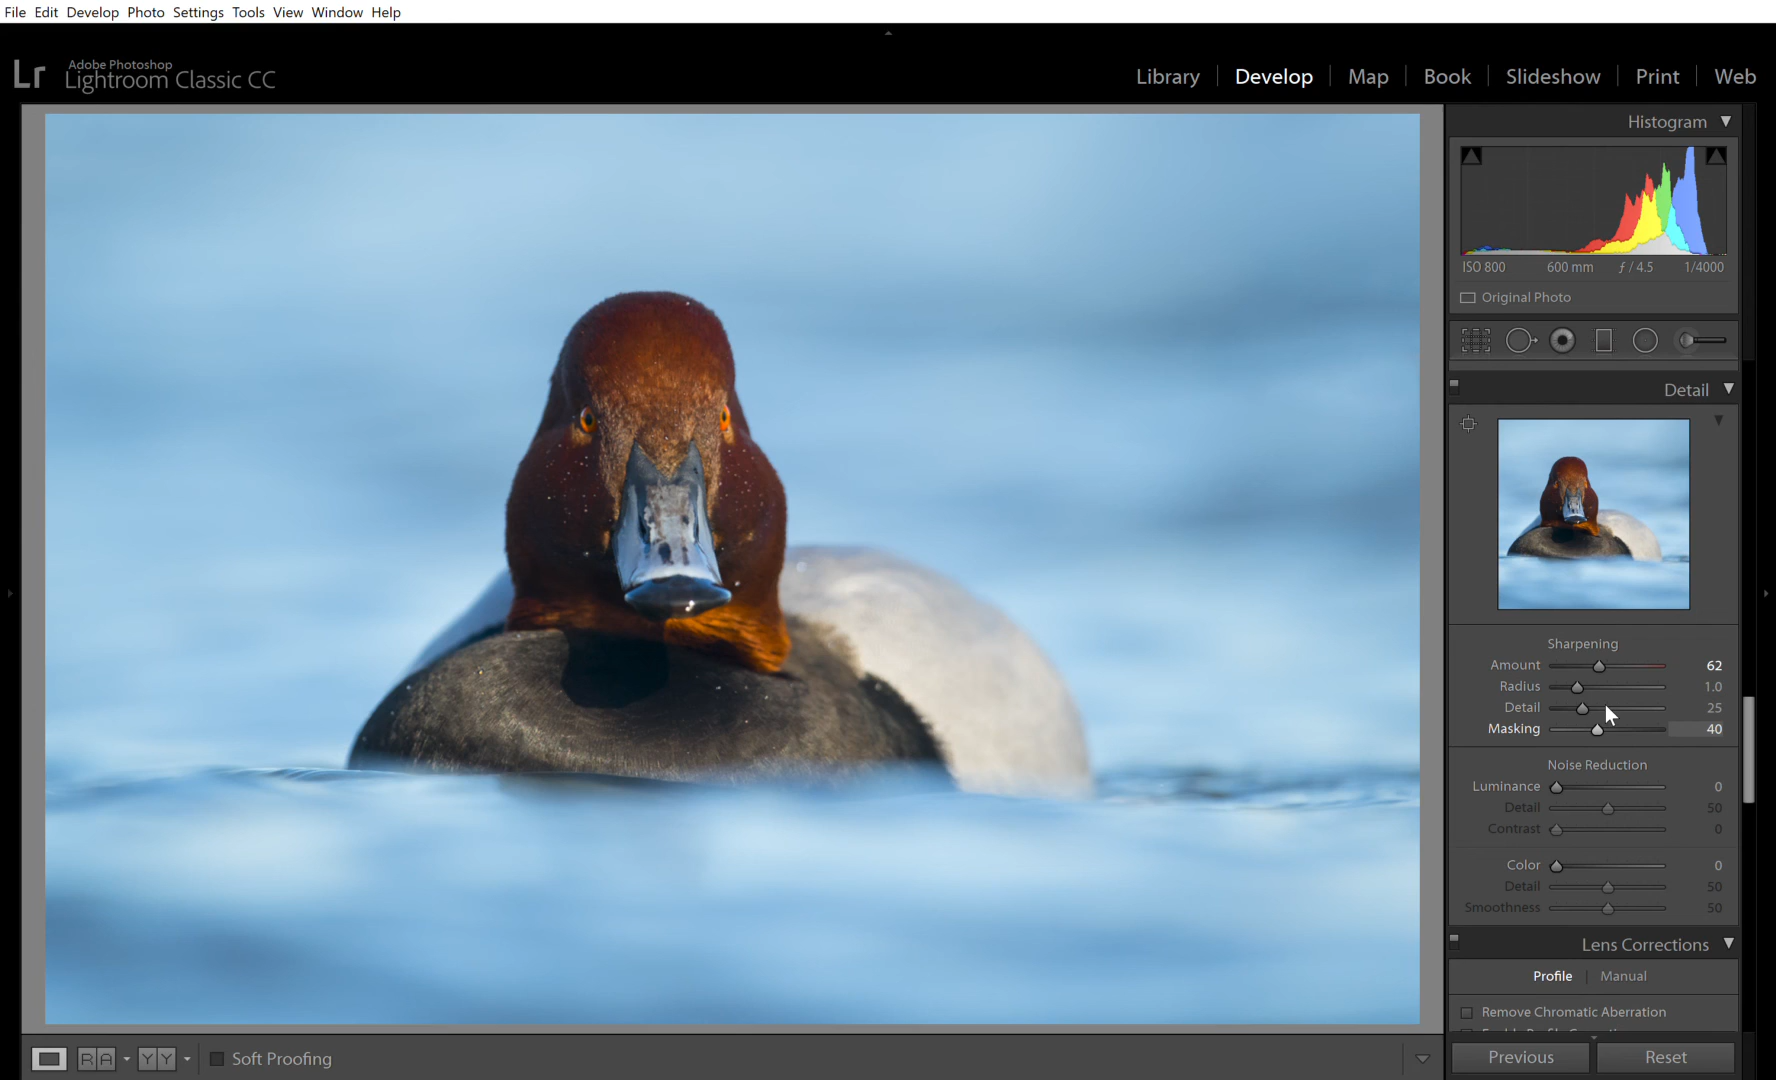 File Edit Develop Photo Settings Tools View Window Help
Lr Adobe Photoshop
Lightroom Classic CC
Library Develop Map Book Slideshow Print Web
Histogram
ISO 800 600 mm ƒ / 4.5 1/4000
Original Photo
Detail
Sharpening
Amount 62
Radius 1.0
Detail 25
Masking 40
Noise Reduction
Luminance 0
Detail 50
Contrast 0
Color 0
Detail 50
Smoothness 50
Lens Corrections
Profile Manual
Remove Chromatic Aberration
Previous Reset
R A Y Y Soft Proofing